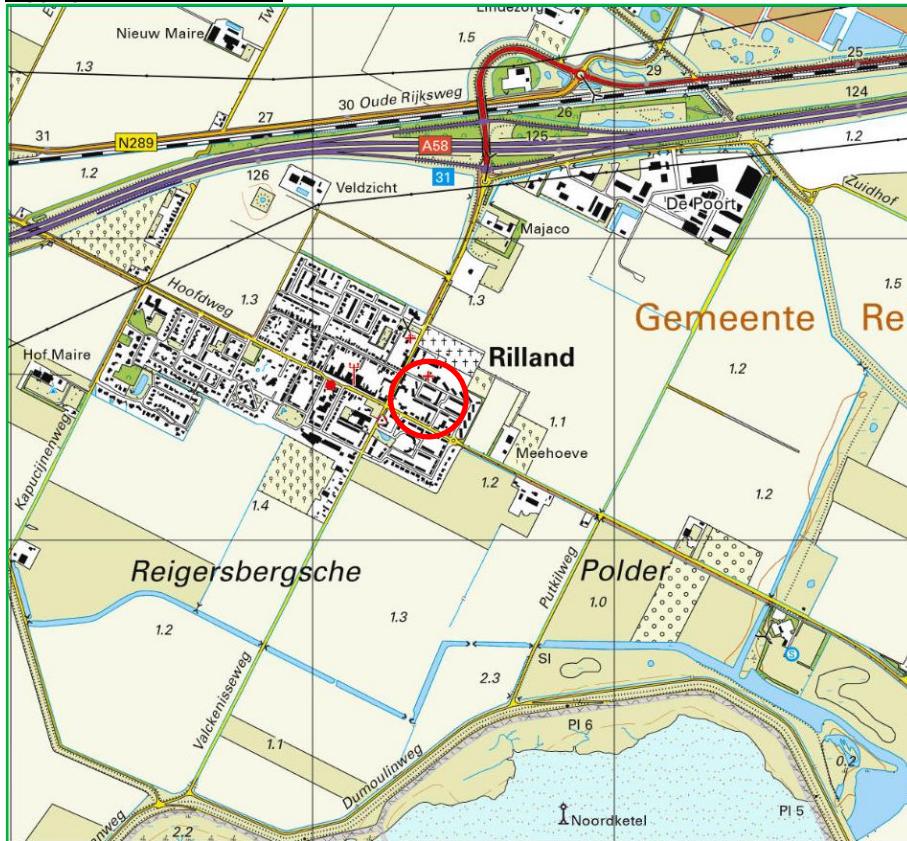 Nieuw Maire
Lindezorg
1.5
1.3
29
25
30 Oude Rijksweg
26
124
31
27
N289
A58
125
1.2
1.2
126
Veldzicht
31
De Poort
Zuidhof
Majaco
Hoofdweg
1.3
1.3
1.5
Gemeente Re
Hof Maire
Rilland
1.2
Kapucijnenweg
1.1
Meehoeve
1.2
1.4
1.2
Reigersbergsche
Putkilweg
Polder
1.0
1.2
1.3
SI
S
2.3
Valckenisseweg
1.1
Dumoulinweg
Pl 6
0.2
Pl 5
Noordketel
2.2